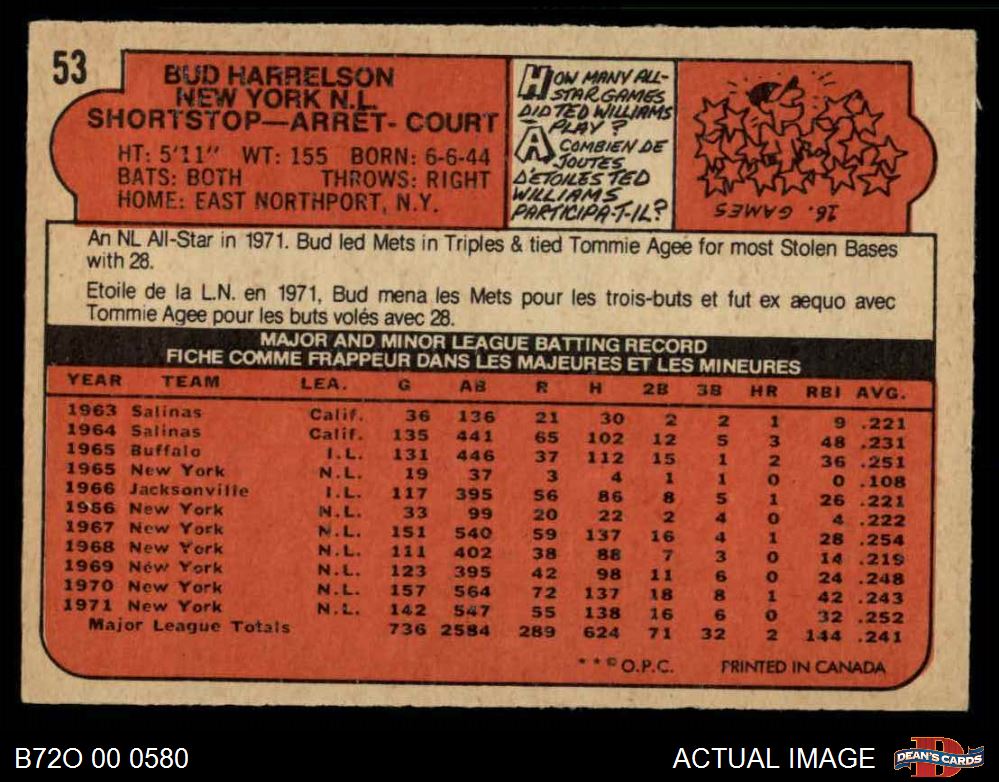 53
BUD HARRELSON
NEW YORK N.L.
SHORTSTOP—ARRET- COURT
HT: 5'11" WT: 155 BORN: 6-6-44
BATS: BOTH THROWS: RIGHT
HOME: EAST NORTHPORT, N.Y.
HOW MANY ALL-
STAR GAMES
DID TED WILLIAMS
PLAY?
A COMBIEN DE
JOUTES
D'ETOILES TED
WILLIAMS
PARTICIPA-T-IL?
16. GAMES
An NL All-Star in 1971. Bud led Mets in Triples & tied Tommie Agee for most Stolen Bases
with 28.
Etoile de la L.N. en 1971, Bud mena les Mets pour les trois-buts et fut ex aequo avec
Tommie Agee pour les buts volés avec 28.
MAJOR AND MINOR LEAGUE BATTING RECORD
FICHE COMME FRAPPEUR DANS LES MAJEURES ET LES MINEURES
YEAR TEAM LEA. G AB R H 2B 3B HR RBI AVG.
1963 Salinas Calif. 36 136 21 30 2 2 1 9 .221
1964 Salinas Calif. 135 441 65 102 12 5 3 48 .231
1965 Buffalo I.L. 131 446 37 112 15 1 2 36 .251
1965 New York N.L. 19 37 3 4 1 1 0 0 .108
1966 Jacksonville I.L. 117 395 56 86 8 5 1 26 .221
1966 New York N.L. 33 99 20 22 2 4 0 4 .222
1967 New York N.L. 151 540 59 137 16 4 1 28 .254
1968 New York N.L. 111 402 38 88 7 3 0 14 .219
1969 New York N.L. 123 395 42 98 11 6 0 24 .248
1970 New York N.L. 157 564 72 137 18 8 1 42 .243
1971 New York N.L. 142 547 55 138 16 6 0 32 .252
Major League Totals 736 2584 289 624 71 32 2 144 .241
**© O.P.C. PRINTED IN CANADA
B72O 00 0580
ACTUAL IMAGE
D
DEAN'S CARDS